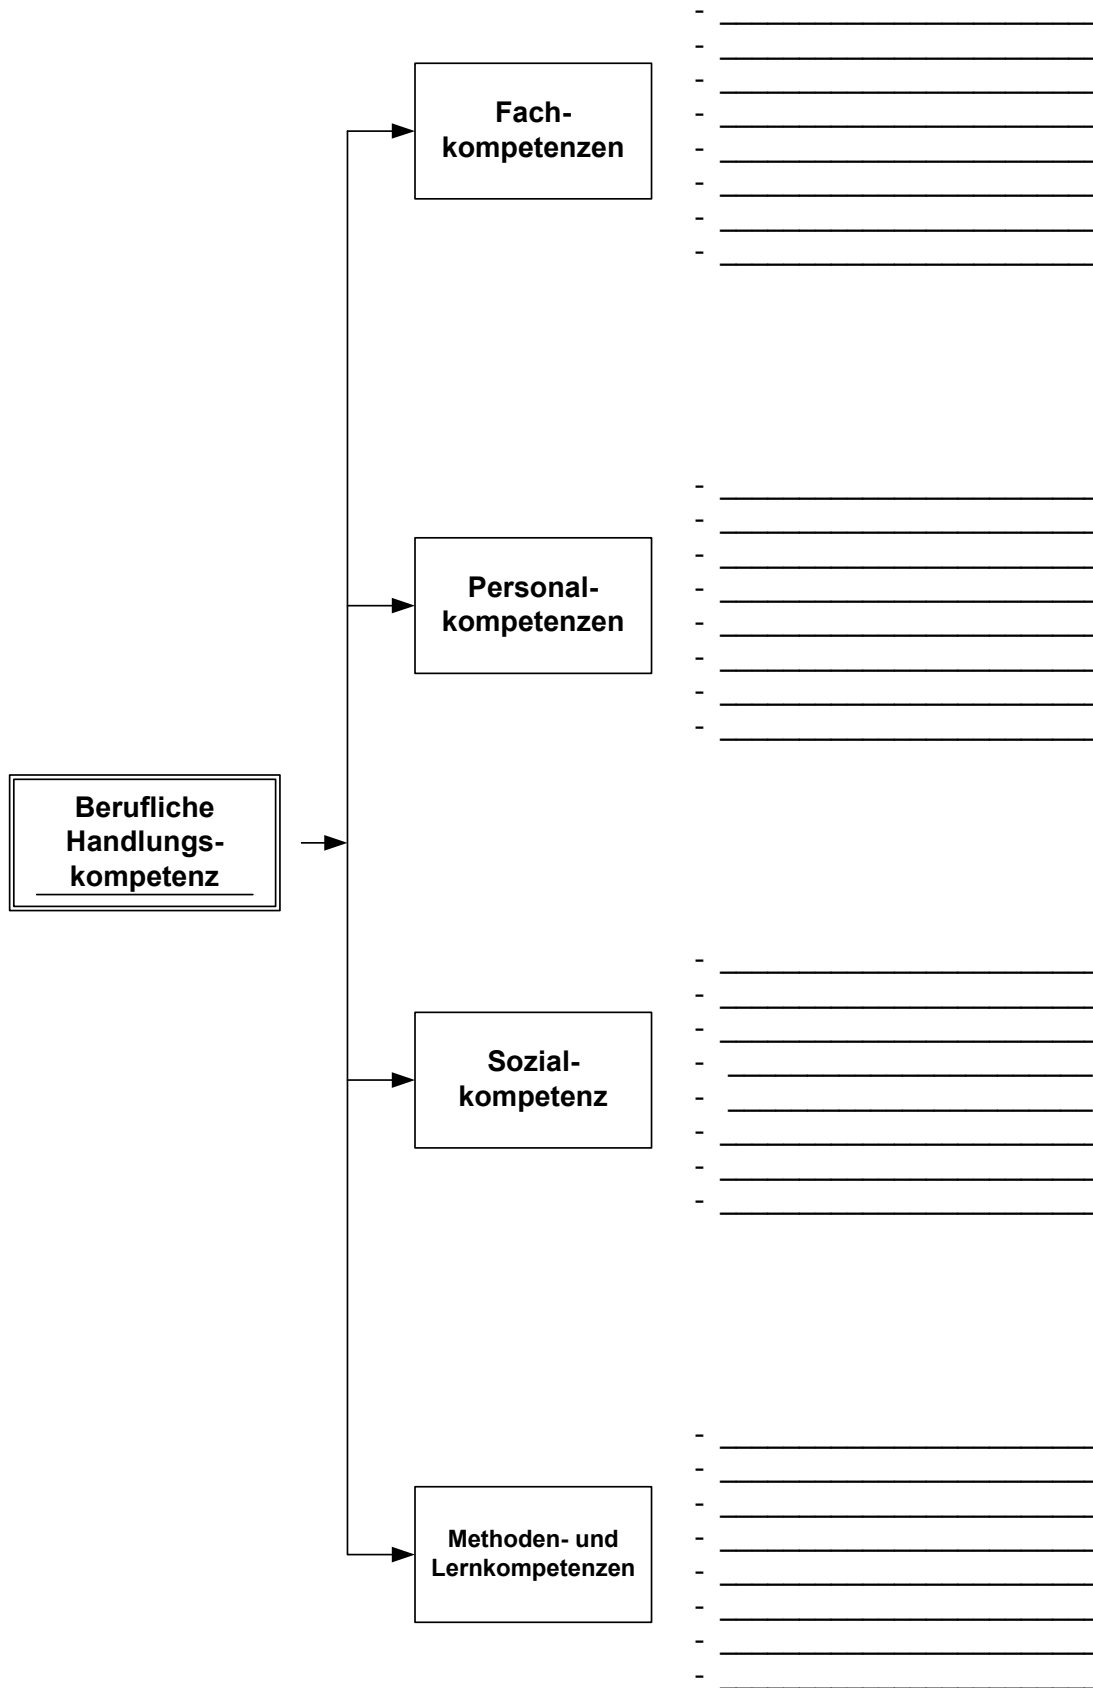 Fach-
kompetenzen
-
-
-
-
-
-
-
-
Personal-
kompetenzen
-
-
-
-
-
-
-
-
Berufliche
Handlungs-
kompetenz
Sozial-
kompetenz
-
-
-
-
-
-
-
-
Methoden- und
Lernkompetenzen
-
-
-
-
-
-
-
-